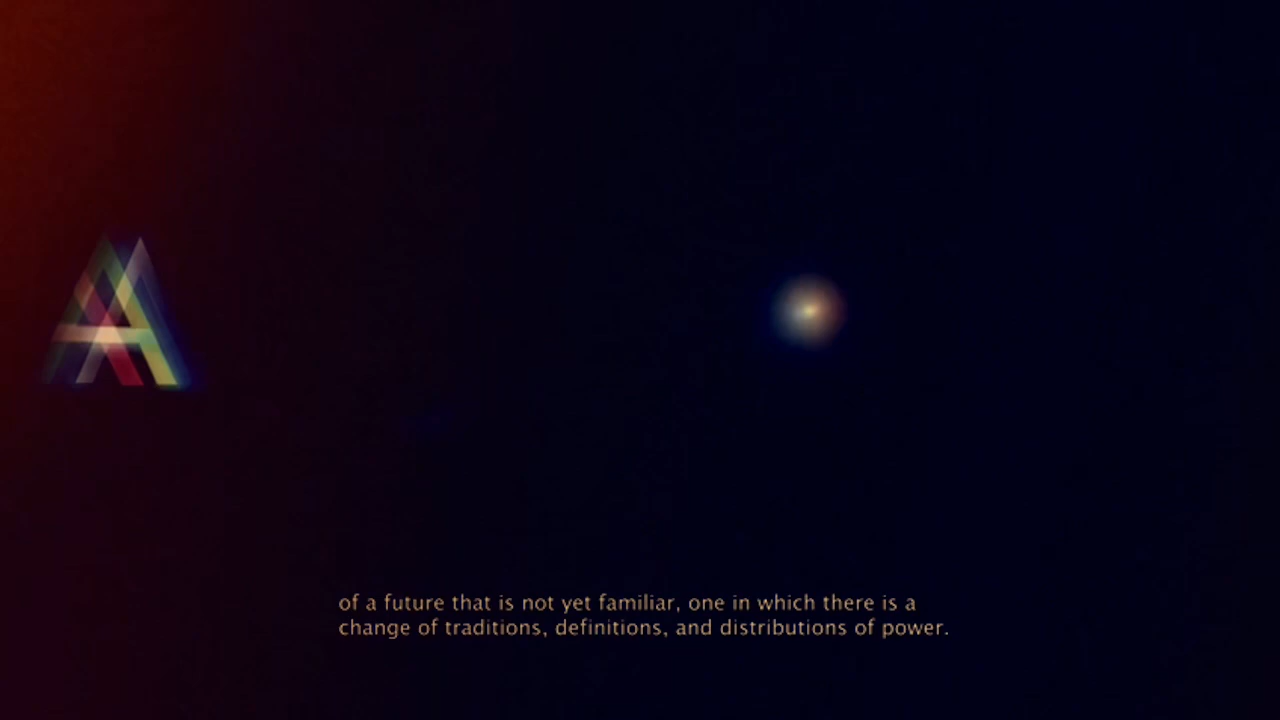 A
of a future that is not yet familiar, one in which there is a
change of traditions, definitions, and distributions of power.